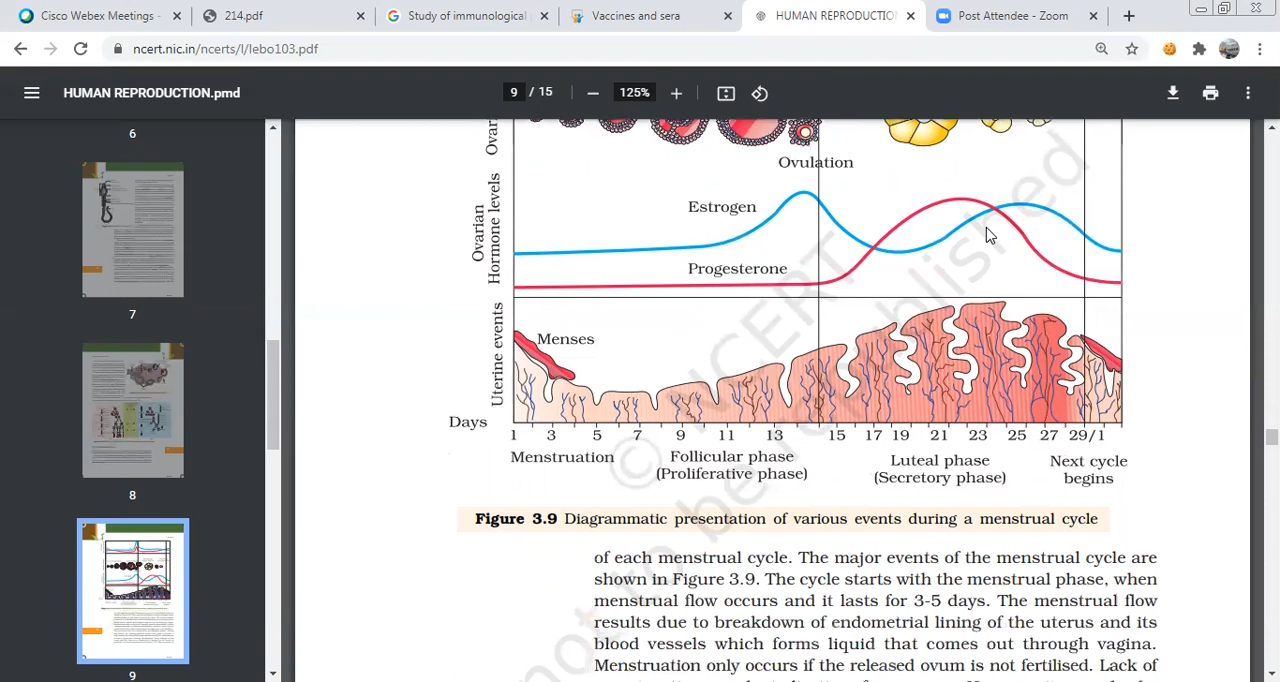 Cisco Webex Meetings -
214.pdf
Study of immunological
Vaccines and sera
HUMAN REPRODUCTIO
Post Attendee - Zoom
ncert.nic.in/ncerts/l/lebo103.pdf
HUMAN REPRODUCTION.pmd
9 / 15
125%
6
7
8
9
Ovari
Ovulation
Ovarian
Hormone levels
Estrogen
Progesterone
Uterine events
Menses
Days
1 3 5 7 9 11 13 15 17 19 21 23 25 27 29/1
Menstruation
Follicular phase
(Proliferative phase)
Luteal phase
(Secretory phase)
Next cycle
begins
© NCERT
not to be republished
Figure 3.9 Diagrammatic presentation of various events during a menstrual cycle
of each menstrual cycle. The major events of the menstrual cycle are
shown in Figure 3.9. The cycle starts with the menstrual phase, when
menstrual flow occurs and it lasts for 3-5 days. The menstrual flow
results due to breakdown of endometrial lining of the uterus and its
blood vessels which forms liquid that comes out through vagina.
Menstruation only occurs if the released ovum is not fertilised. Lack of